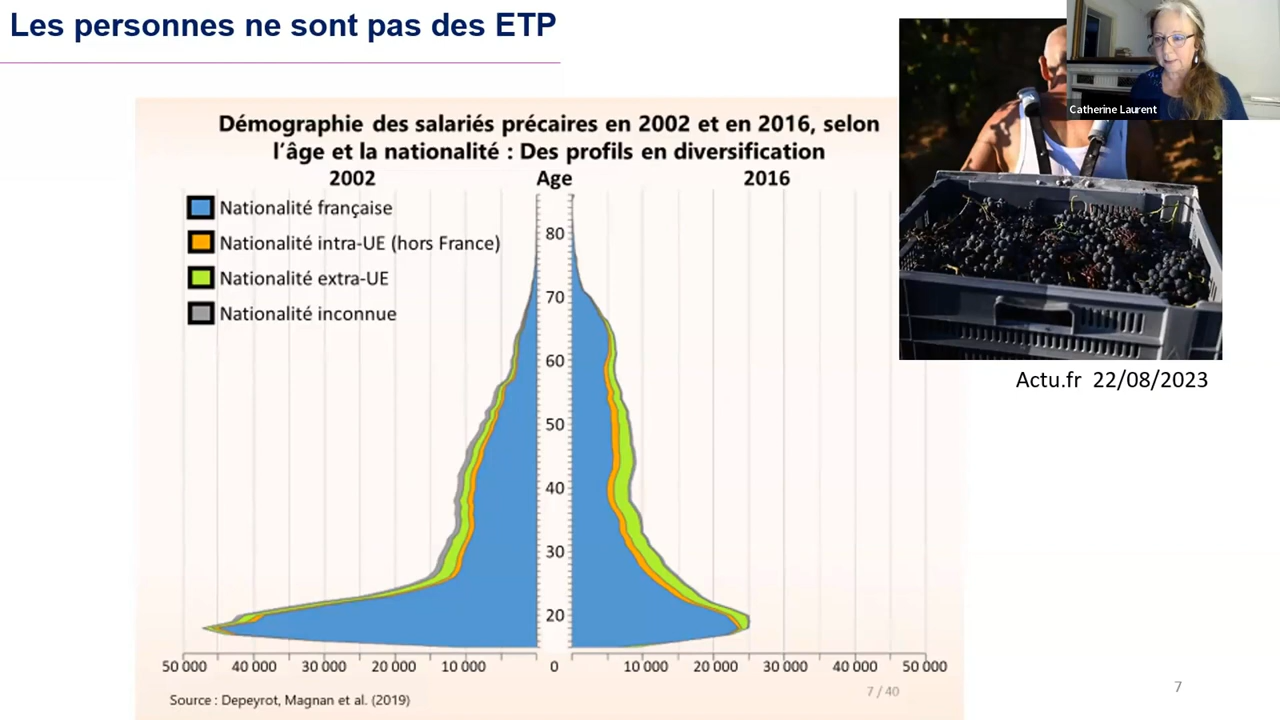 Les personnes ne sont pas des ETP
Catherine Laurent
Démographie des salariés précaires en 2002 et en 2016, selon
l'âge et la nationalité : Des profils en diversification
2002 Age 2016
Nationalité française
Nationalité intra-UE (hors France)
Nationalité extra-UE
Nationalité inconnue
80
70
60
50
40
30
20
50 000 40 000 30 000 20 000 10 000 0 10 000 20 000 30 000 40 000 50 000
Source : Depeyrot, Magnan et al. (2019)
7 / 40
Actu.fr 22/08/2023
7